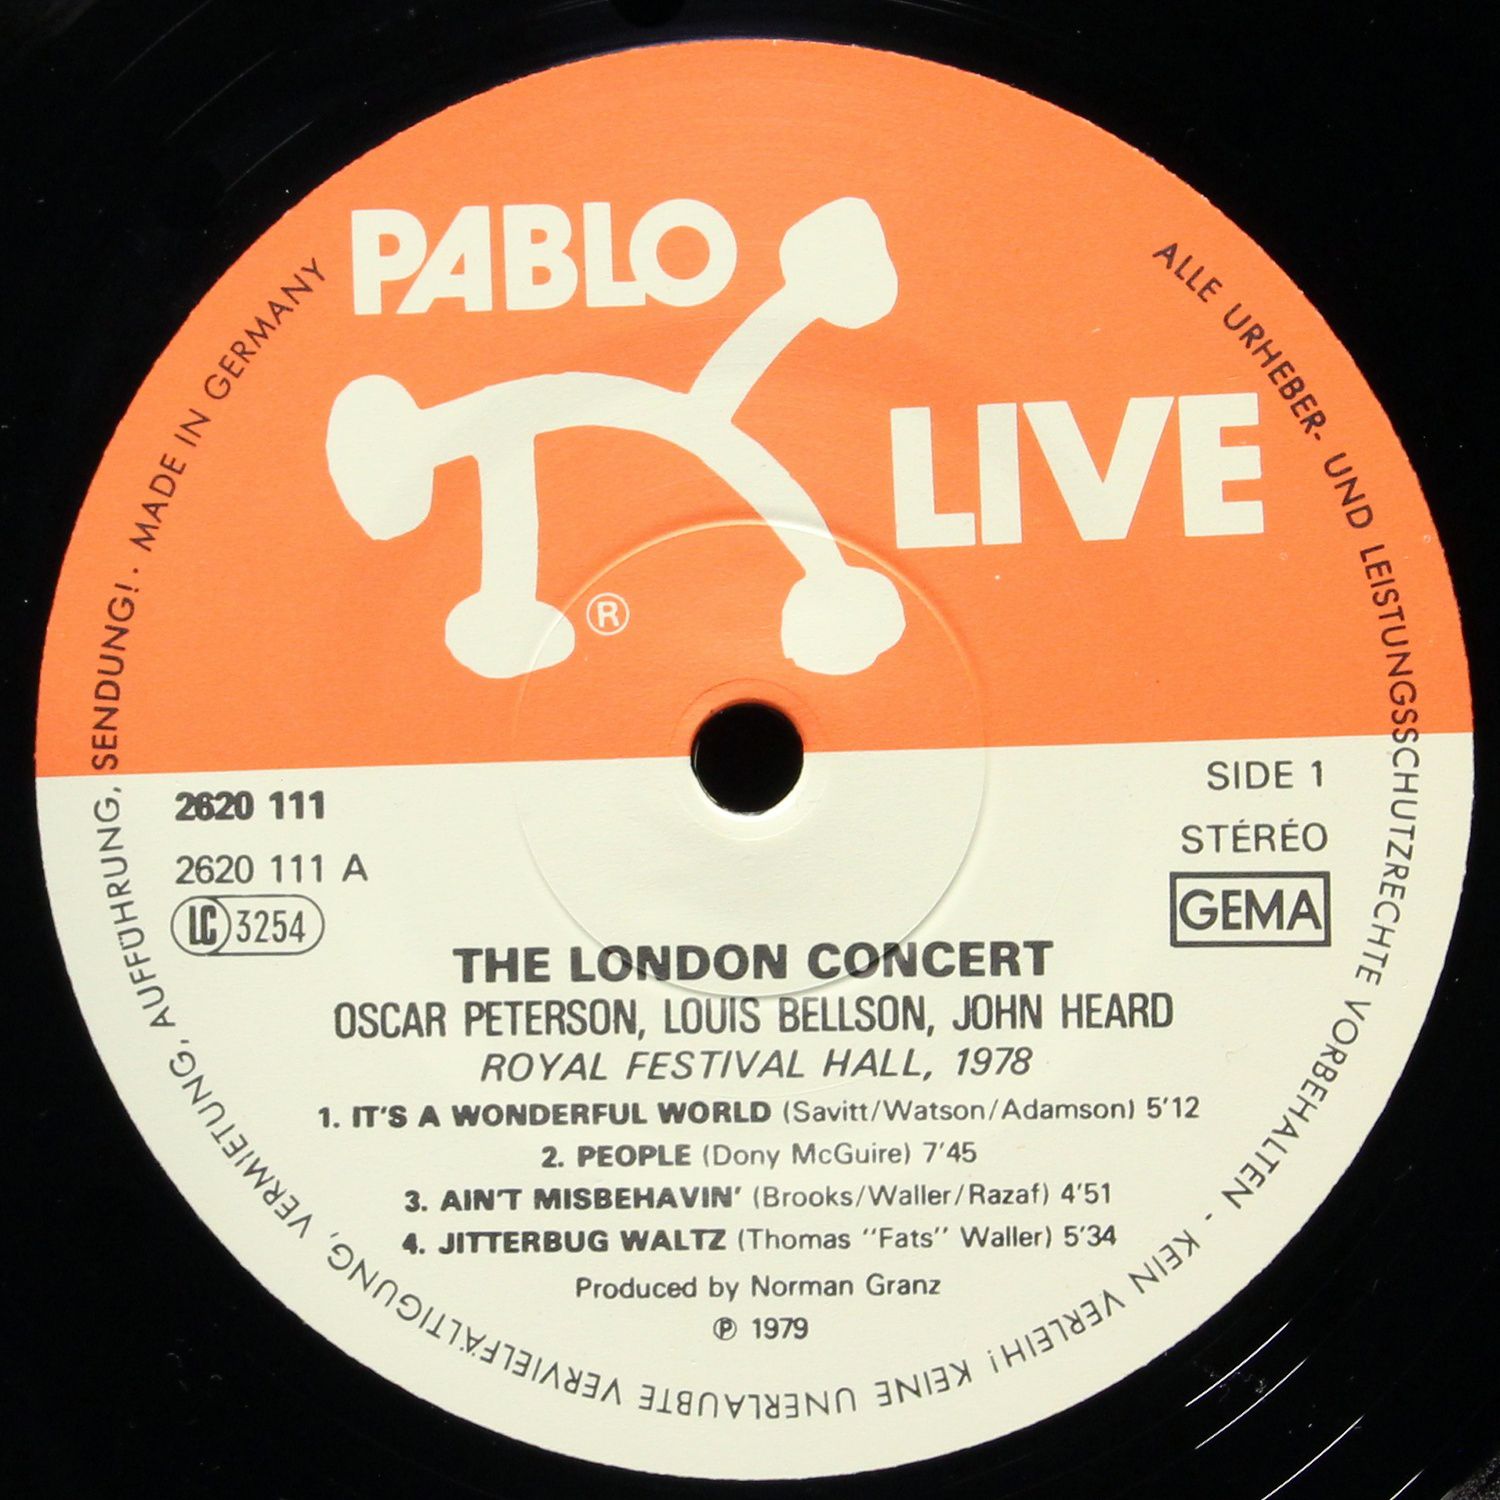 PABLO
LIVE
®
2620 111
2620 111 A
LC 3254
SIDE 1
STÉRÉO
GEMA
THE LONDON CONCERT
OSCAR PETERSON, LOUIS BELLSON, JOHN HEARD
ROYAL FESTIVAL HALL, 1978
1. IT'S A WONDERFUL WORLD (Savitt/Watson/Adamson) 5'12
2. PEOPLE (Dony McGuire) 7'45
3. AIN'T MISBEHAVIN' (Brooks/Waller/Razaf) 4'51
4. JITTERBUG WALTZ (Thomas "Fats" Waller) 5'34
Produced by Norman Granz
℗ 1979
ALLE URHEBER- UND LEISTUNGSSCHUTZRECHTE VORBEHALTEN · KEIN VERLEIH! KEINE UNERLAUBTE VERVIELFÄLTIGUNG, VERMIETUNG, AUFFÜHRUNG, SENDUNG! · MADE IN GERMANY